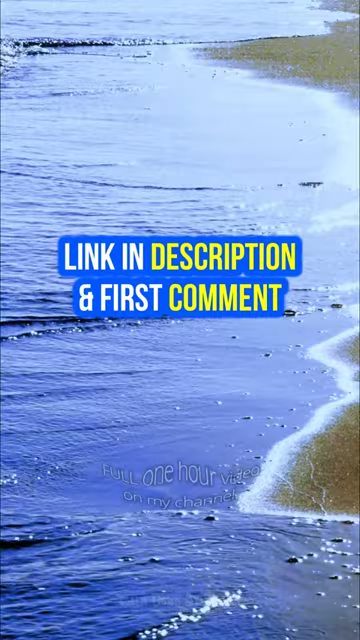 LINK IN DESCRIPTION
& FIRST COMMENT
FULL one hour Video
on my channel